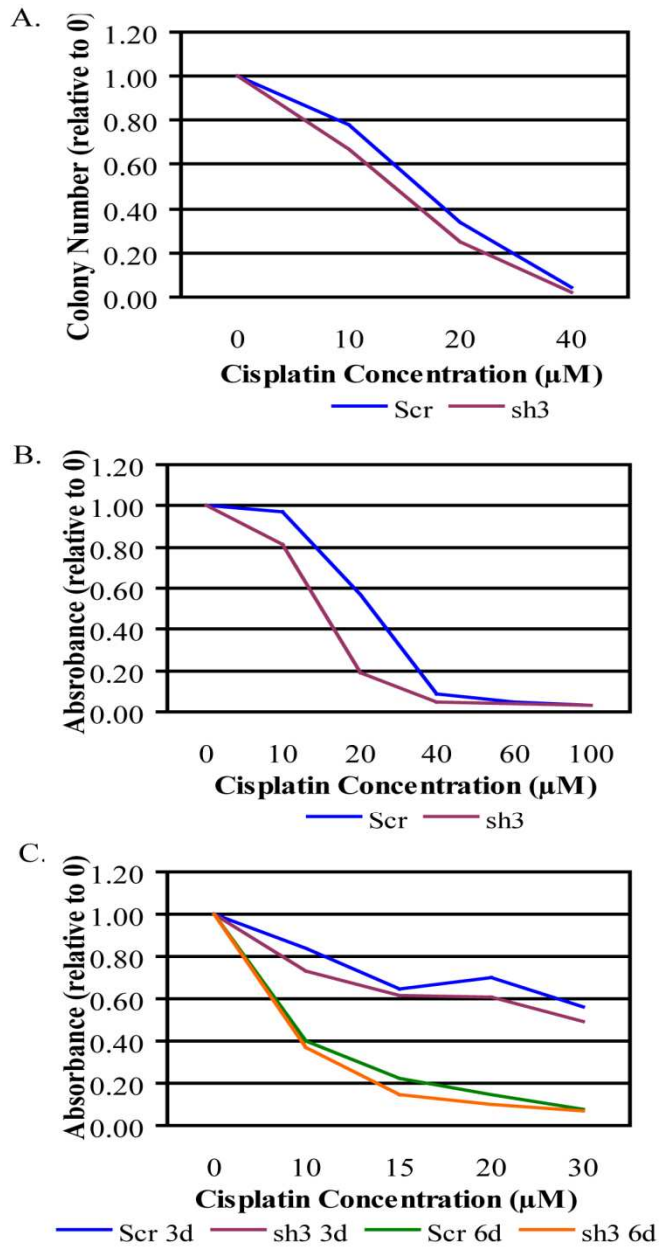 A.
Colony Number (relative to 0)
1.20
1.00
0.80
0.60
0.40
0.20
0.00
0 10 20 40
Cisplatin Concentration (µM)
Scr sh3
B.
Absrobance (relative to 0)
1.20
1.00
0.80
0.60
0.40
0.20
0.00
0 10 20 40 60 100
Cisplatin Concentration (µM)
Scr sh3
C.
Absorbance (relative to 0)
1.20
1.00
0.80
0.60
0.40
0.20
0.00
0 10 15 20 30
Cisplatin Concentration (µM)
Scr 3d sh3 3d Scr 6d sh3 6d